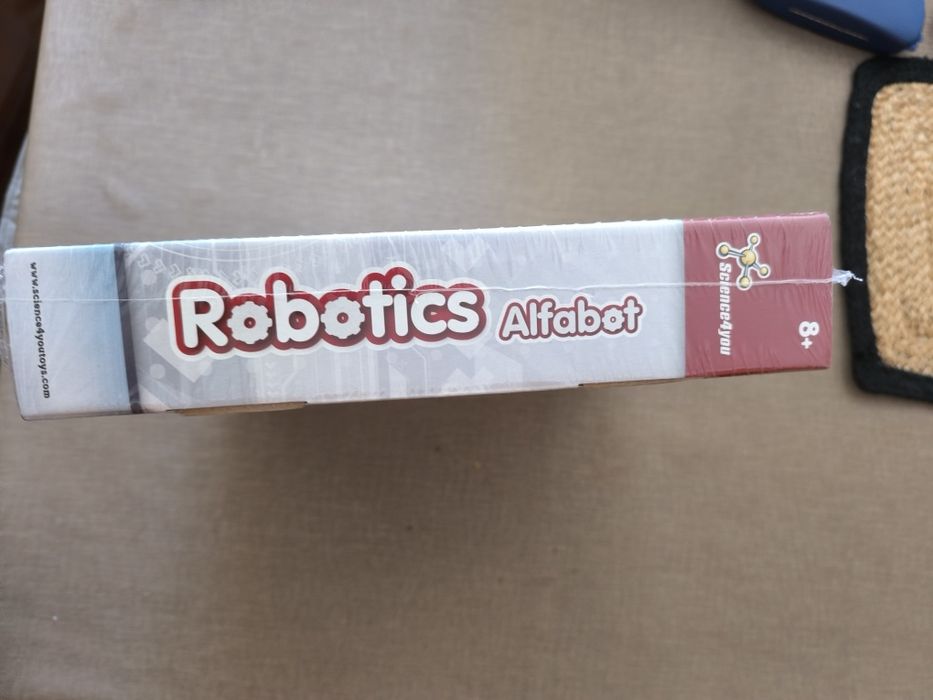 www.science4youtoys.com
Robotics Alfabot
Science4you
8+